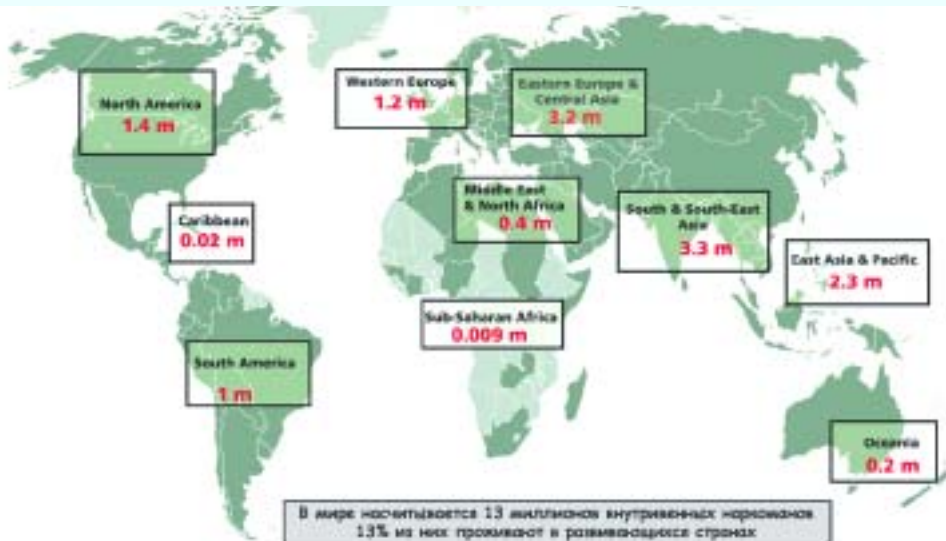 North America
1.4 m
Western Europe
1.2 m
Eastern Europe &
Central Asia
3.2 m
Caribbean
0.02 m
Middle East
& North Africa
0.4 m
South & South-East
Asia
3.3 m
East Asia & Pacific
2.3 m
Sub-Saharan Africa
0.009 m
South America
1 m
Oceania
0.2 m
В мире насчитывается 13 миллионов внутривенных наркоманов
13% из них проживают в развивающихся странах